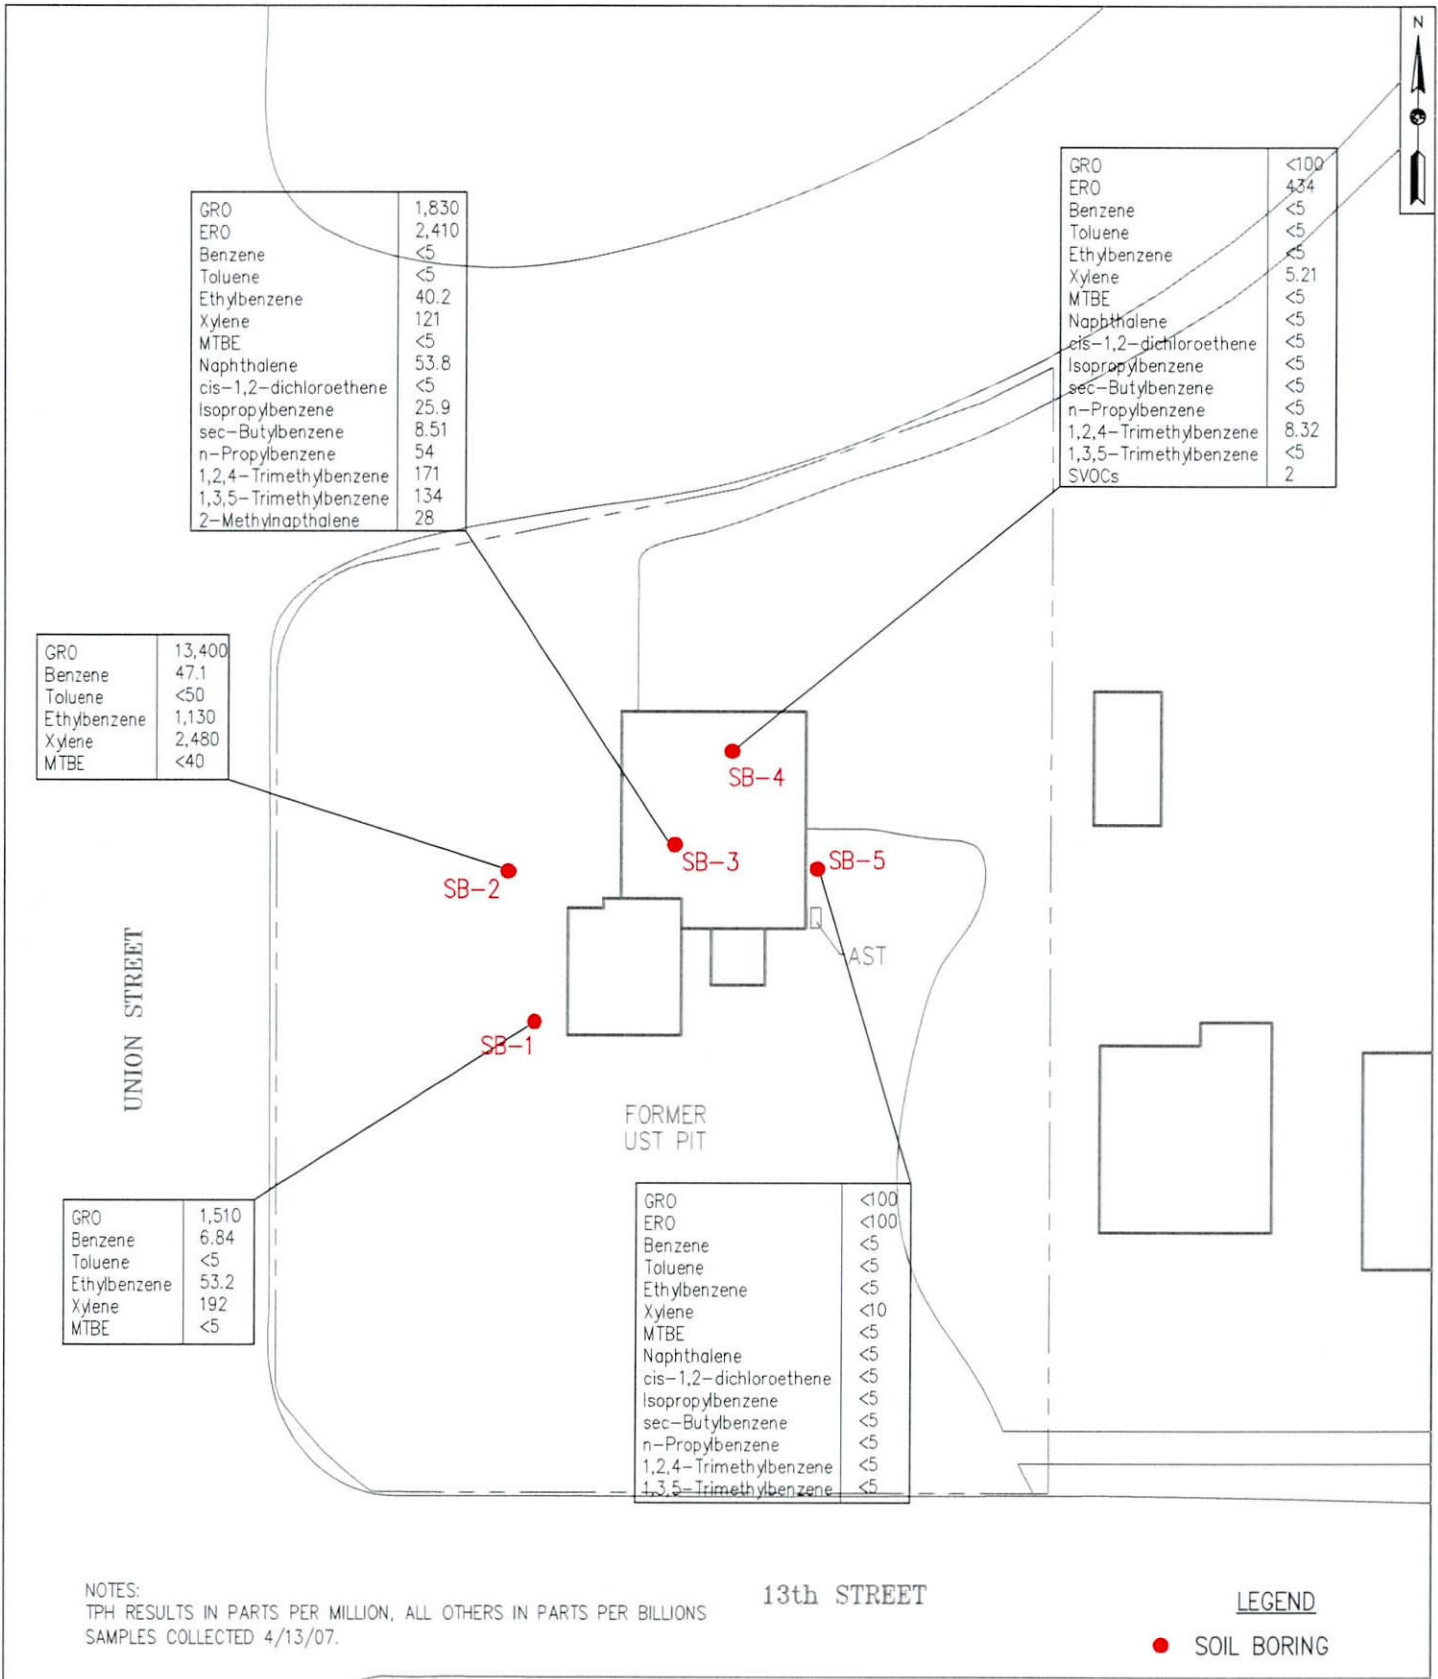 N
GRO <100
ERO 434
Benzene <5
Toluene <5
Ethylbenzene <5
Xylene 5.21
MTBE <5
Naphthalene <5
cis-1,2-dichloroethene <5
Isopropylbenzene <5
sec-Butylbenzene <5
n-Propylbenzene <5
1,2,4-Trimethylbenzene 8.32
1,3,5-Trimethylbenzene <5
SVOCs 2
GRO 1,830
ERO 2,410
Benzene <5
Toluene <5
Ethylbenzene 40.2
Xylene 121
MTBE <5
Naphthalene 53.8
cis-1,2-dichloroethene <5
Isopropylbenzene 25.9
sec-Butylbenzene 8.51
n-Propylbenzene 54
1,2,4-Trimethylbenzene 171
1,3,5-Trimethylbenzene 134
2-Methylnapthalene 28
GRO 13,400
Benzene 47.1
Toluene <50
Ethylbenzene 1,130
Xylene 2,480
MTBE <40
SB-4
SB-3
SB-5
SB-2
AST
SB-1
UNION STREET
FORMER
UST PIT
GRO 1,510
Benzene 6.84
Toluene <5
Ethylbenzene 53.2
Xylene 192
MTBE <5
GRO <100
ERO <100
Benzene <5
Toluene <5
Ethylbenzene <5
Xylene <10
MTBE <5
Naphthalene <5
cis-1,2-dichloroethene <5
Isopropylbenzene <5
sec-Butylbenzene <5
n-Propylbenzene <5
1,2,4-Trimethylbenzene <5
1,3,5-Trimethylbenzene <5
13th STREET
NOTES:
TPH RESULTS IN PARTS PER MILLION, ALL OTHERS IN PARTS PER BILLIONS
SAMPLES COLLECTED 4/13/07.
LEGEND
SOIL BORING